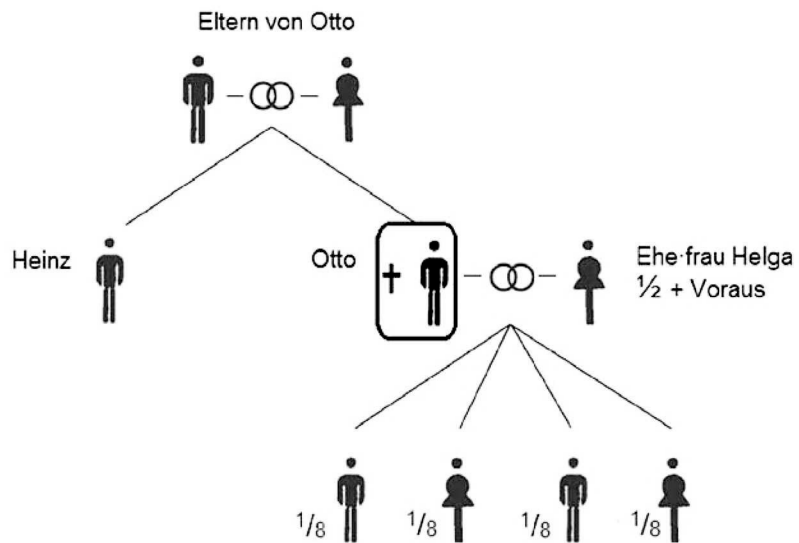 Eltern von Otto
Heinz
Otto
Ehe·frau Helga
½ + Voraus
1/8
1/8
1/8
1/8